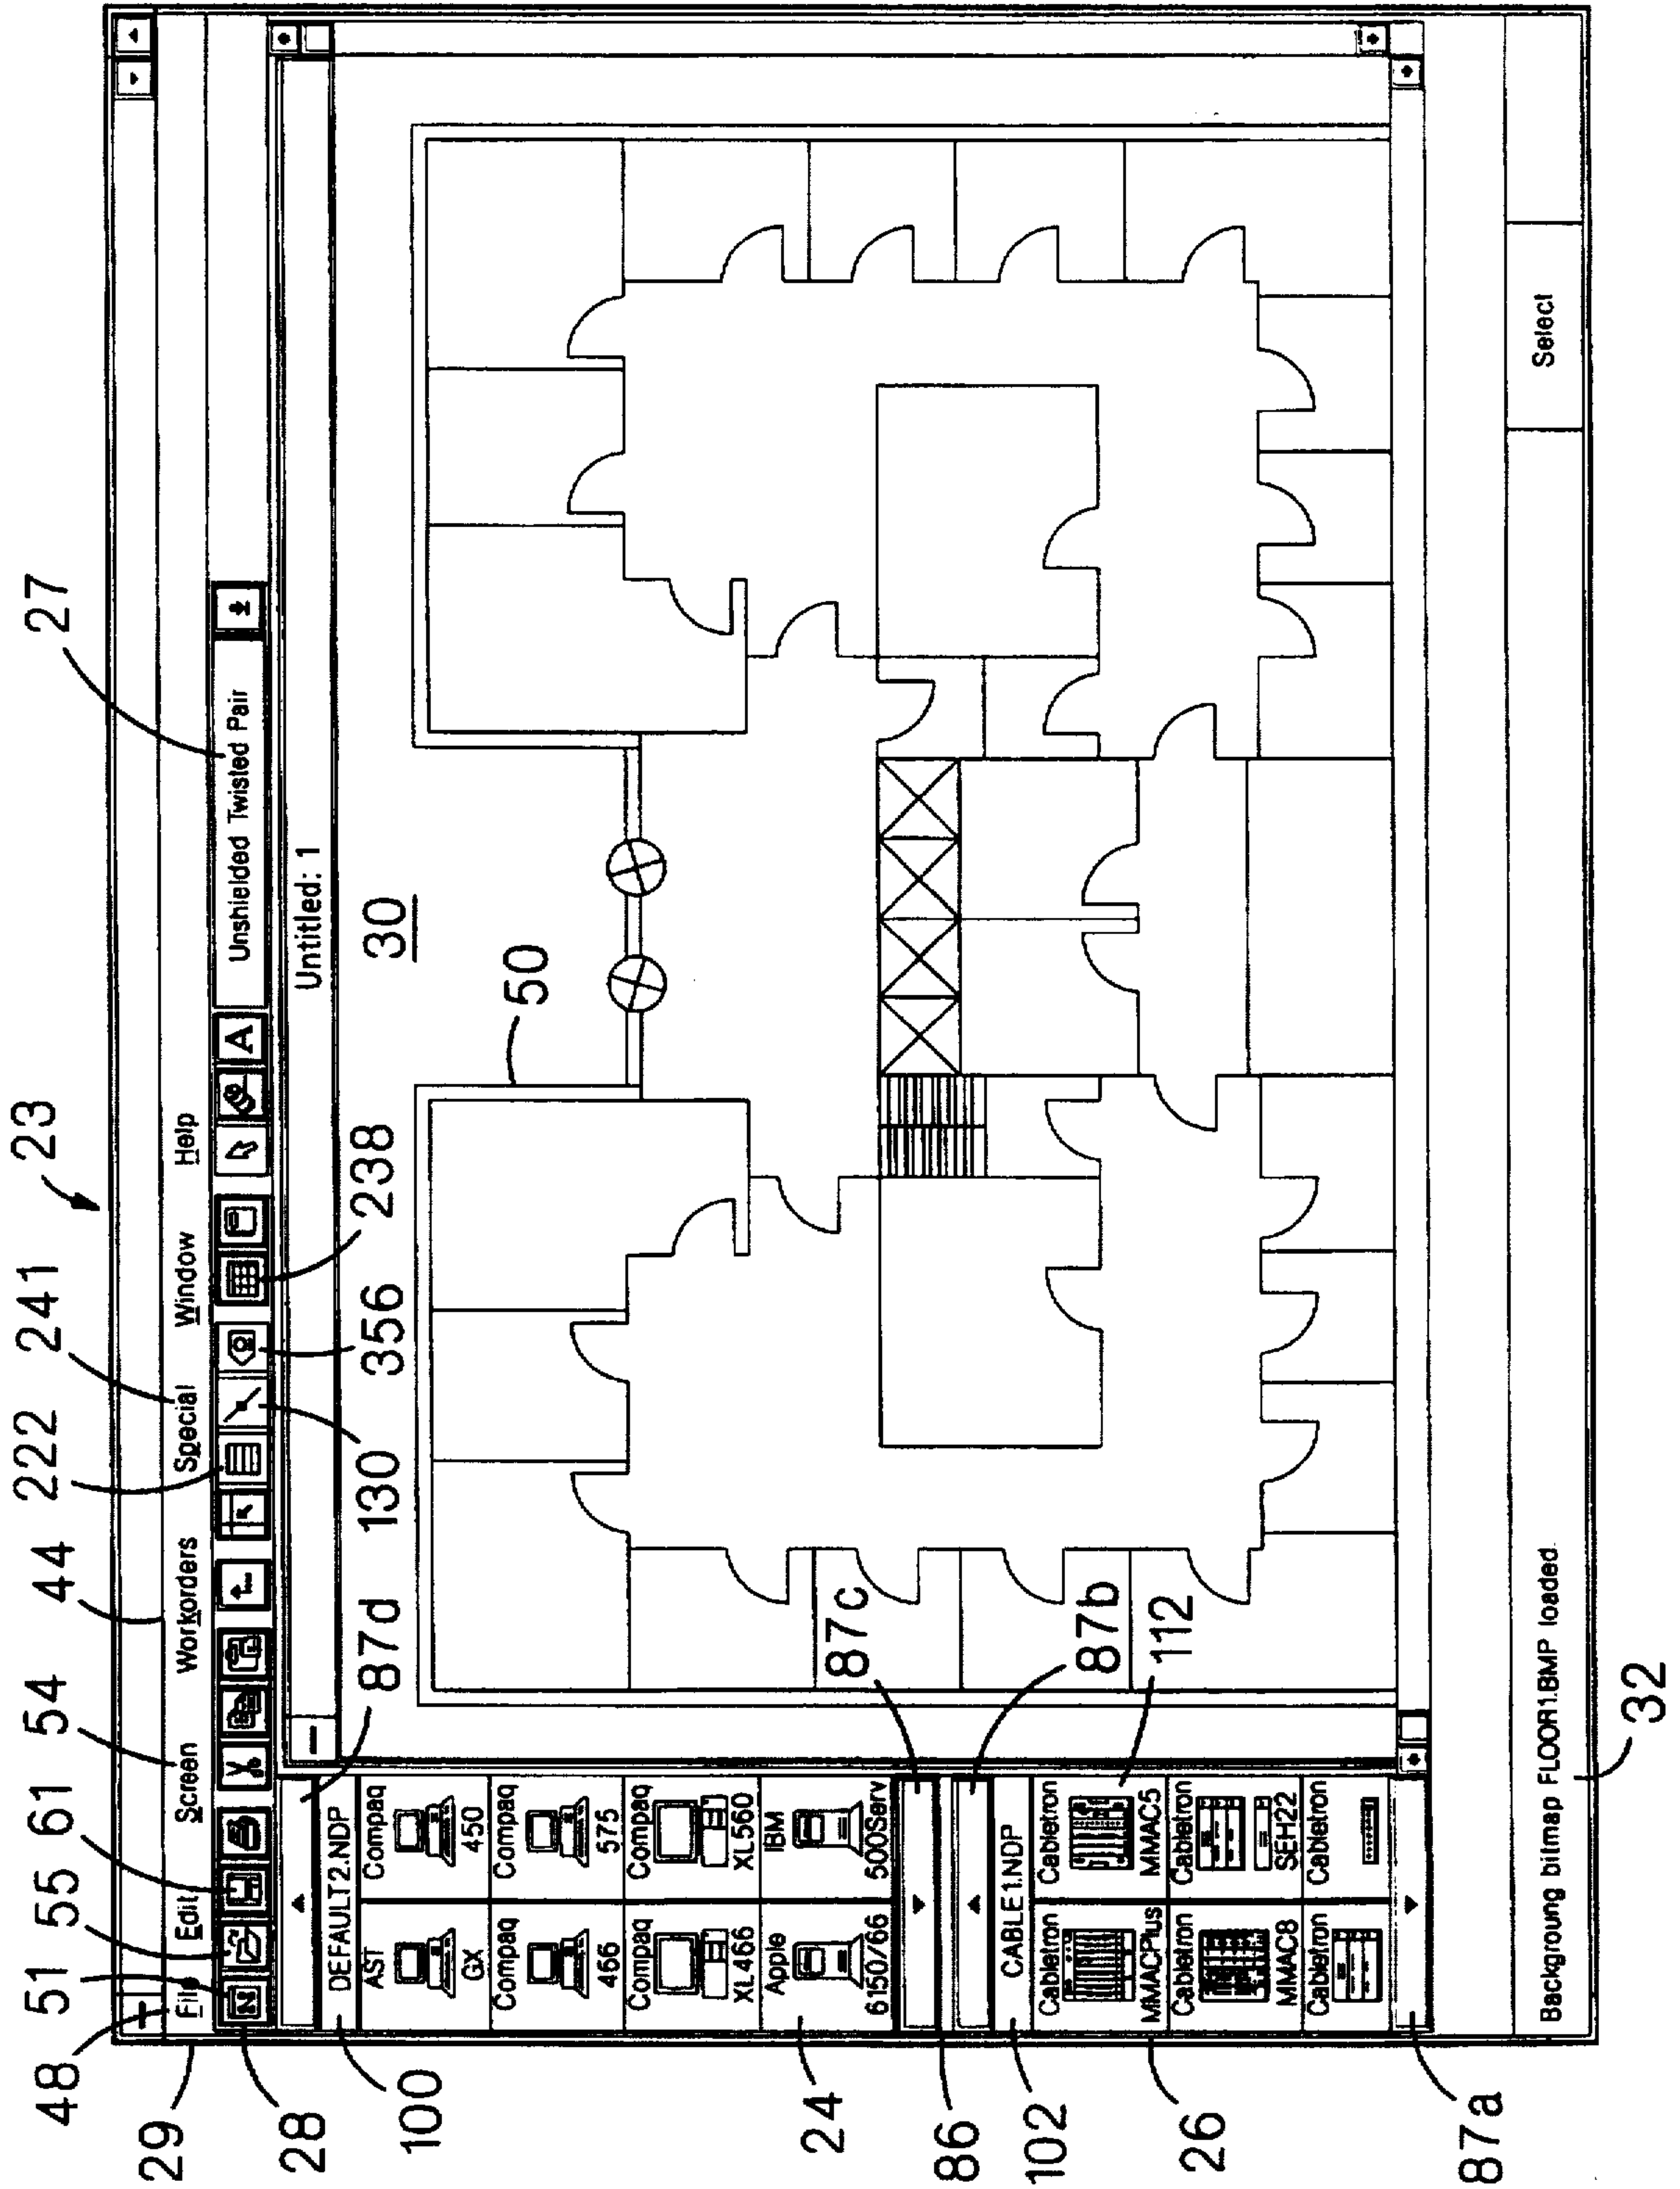 23
48
51
55
61
54
44
222
241
27
29
File Edit Screen Workorders Special Window Help
28
N
A
Unshielded Twisted Pair
Untitled: 1
87d
130
356
238
30
50
100
DEFAULT2.NDP
AST
GX
Compaq
450
Compaq
466
Compaq
575
Compaq
XL466
Compaq
XL560
24
Apple
6150/66
IBM
500Serv
87c
86
87b
102
CABLE1.NDP
Cabletron
MMACPlus
Cabletron
MMAC5
112
26
Cabletron
MMAC8
Cabletron
SEH22
Cabletron
Cabletron
87a
Backgroung bitmap FLOOR1.BMP loaded
Select
32